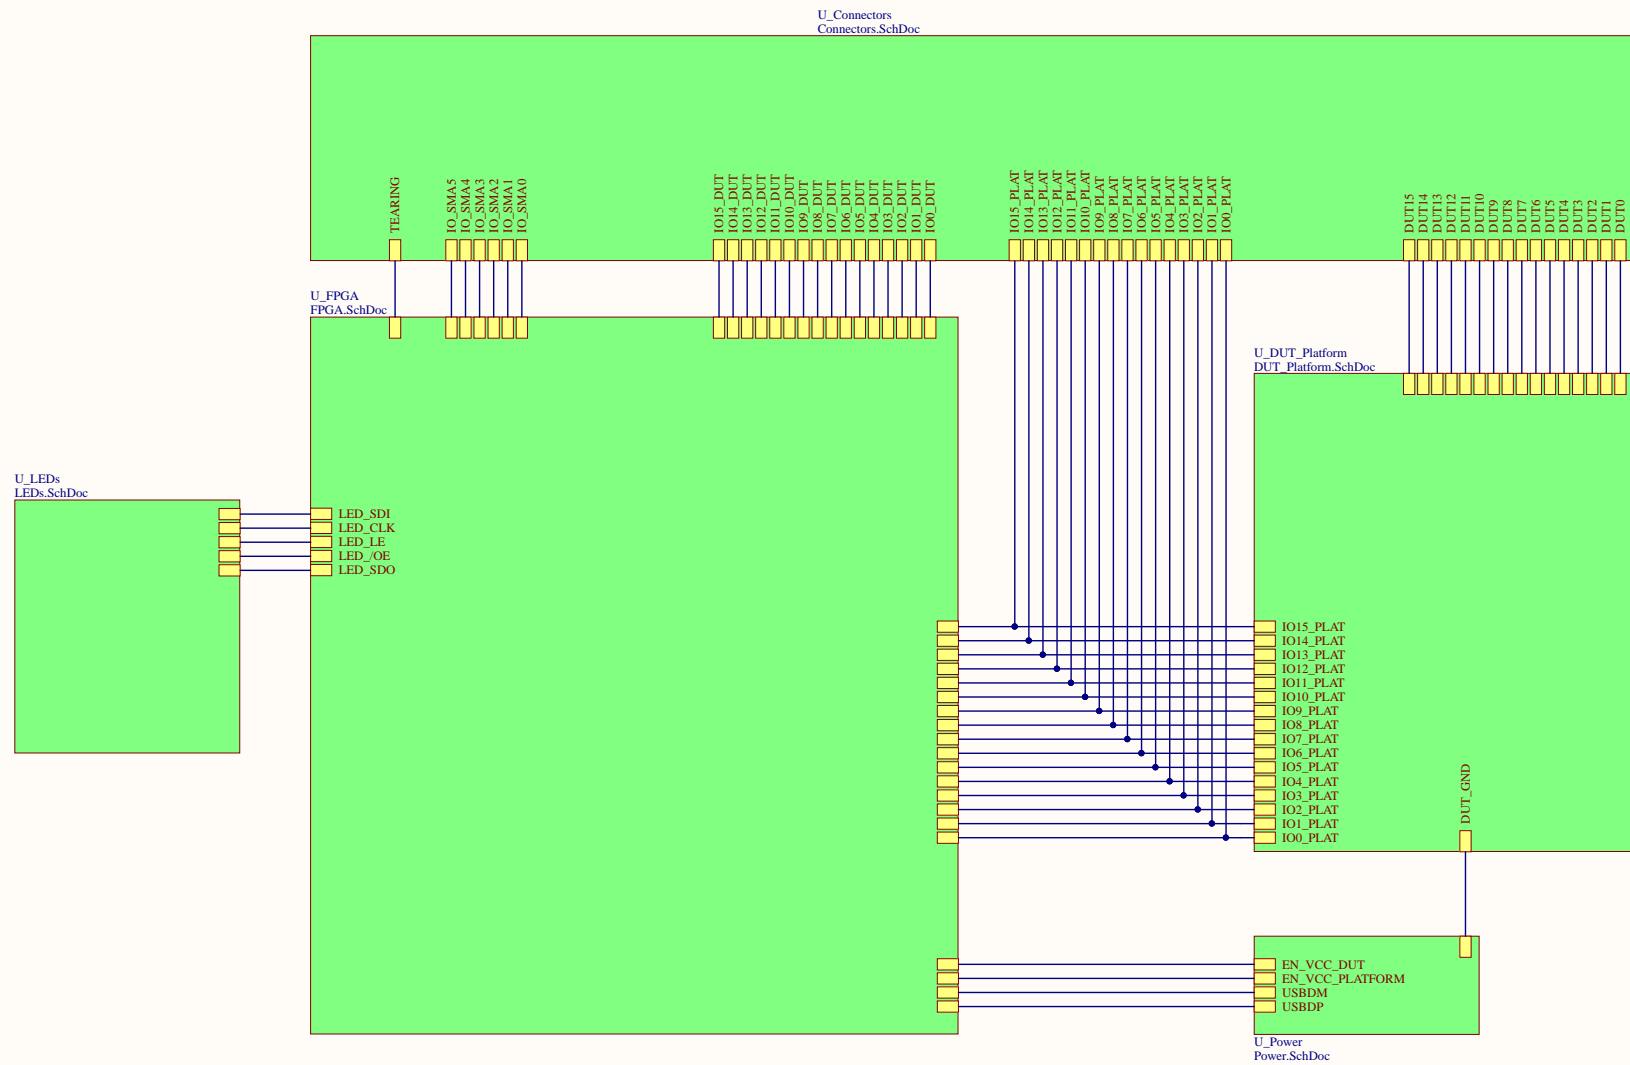 U_Connectors
Connectors.SchDoc
TEARING
IO_SMA5
IO_SMA4
IO_SMA3
IO_SMA2
IO_SMA1
IO_SMA0
IO15_DUT
IO14_DUT
IO13_DUT
IO12_DUT
IO11_DUT
IO10_DUT
IO9_DUT
IO8_DUT
IO7_DUT
IO6_DUT
IO5_DUT
IO4_DUT
IO3_DUT
IO2_DUT
IO1_DUT
IO0_DUT
IO15_PLAT
IO14_PLAT
IO13_PLAT
IO12_PLAT
IO11_PLAT
IO10_PLAT
IO9_PLAT
IO8_PLAT
IO7_PLAT
IO6_PLAT
IO5_PLAT
IO4_PLAT
IO3_PLAT
IO2_PLAT
IO1_PLAT
IO0_PLAT
DUT15
DUT14
DUT13
DUT12
DUT11
DUT10
DUT9
DUT8
DUT7
DUT6
DUT5
DUT4
DUT3
DUT2
DUT1
DUT0
U_FPGA
FPGA.SchDoc
U_DUT_Platform
DUT_Platform.SchDoc
U_LEDs
LEDs.SchDoc
LED_SDI
LED_CLK
LED_LE
LED_/OE
LED_SDO
IO15_PLAT
IO14_PLAT
IO13_PLAT
IO12_PLAT
IO11_PLAT
IO10_PLAT
IO9_PLAT
IO8_PLAT
IO7_PLAT
IO6_PLAT
IO5_PLAT
IO4_PLAT
IO3_PLAT
IO2_PLAT
IO1_PLAT
IO0_PLAT
DUT_GND
EN_VCC_DUT
EN_VCC_PLATFORM
USBDM
USBDP
U_Power
Power.SchDoc